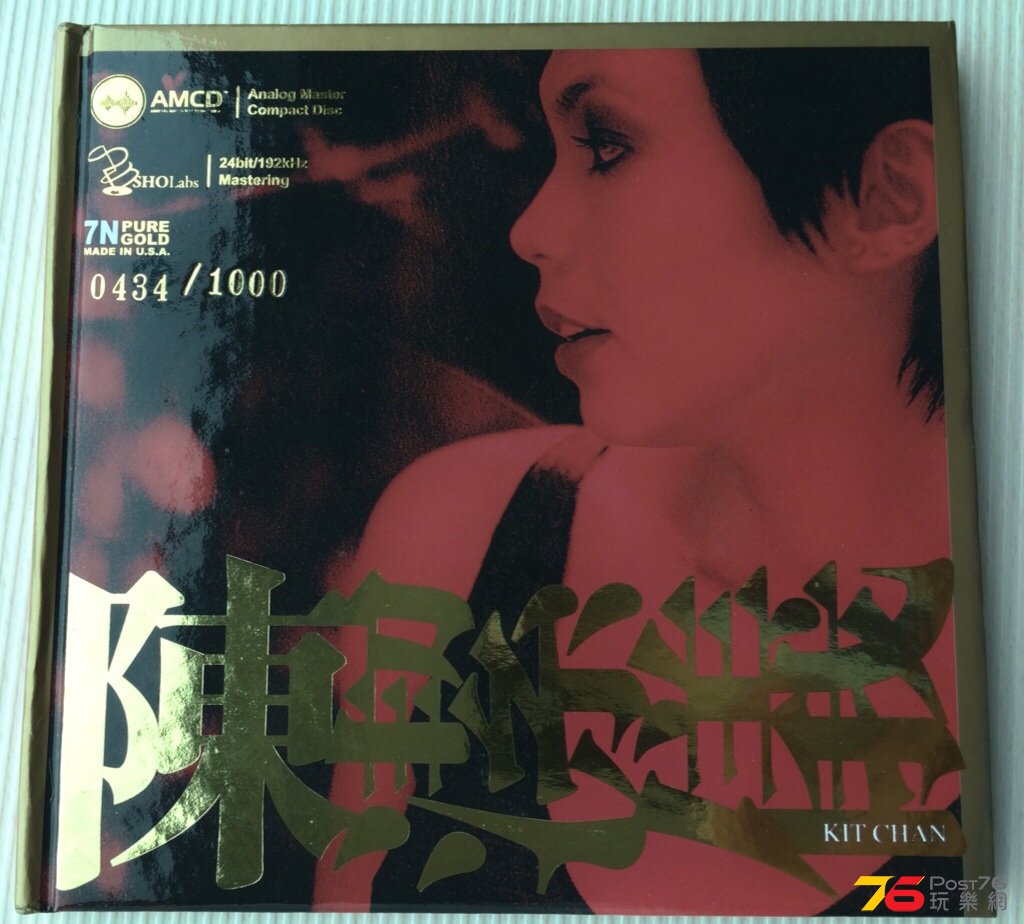 AMCD
Analog Master
Compact Disc
SHOLabs
24bit/192kHz
Mastering
7N PURE
GOLD
MADE IN U.S.A.
0434 / 1000
陳潔儀
KIT CHAN
76 POST76
玩樂網